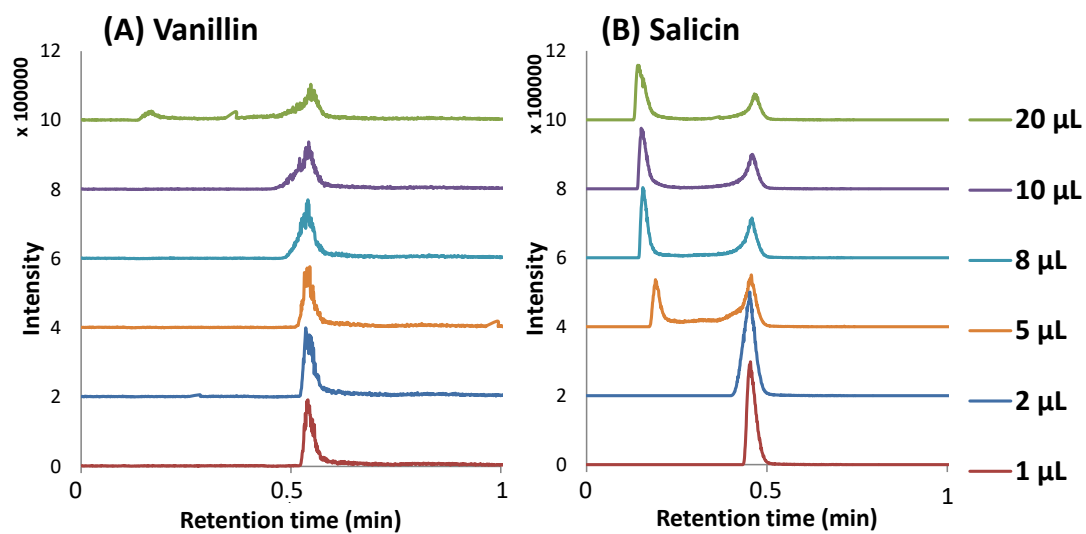 (A) Vanillin
x 100000
Intensity
12
10
8
6
4
2
0
0
0.5
1
Retention time (min)
(B) Salicin
x 100000
Intensity
12
10
8
6
4
2
0
0
0.5
1
Retention time (min)
20 µL
10 µL
8 µL
5 µL
2 µL
1 µL